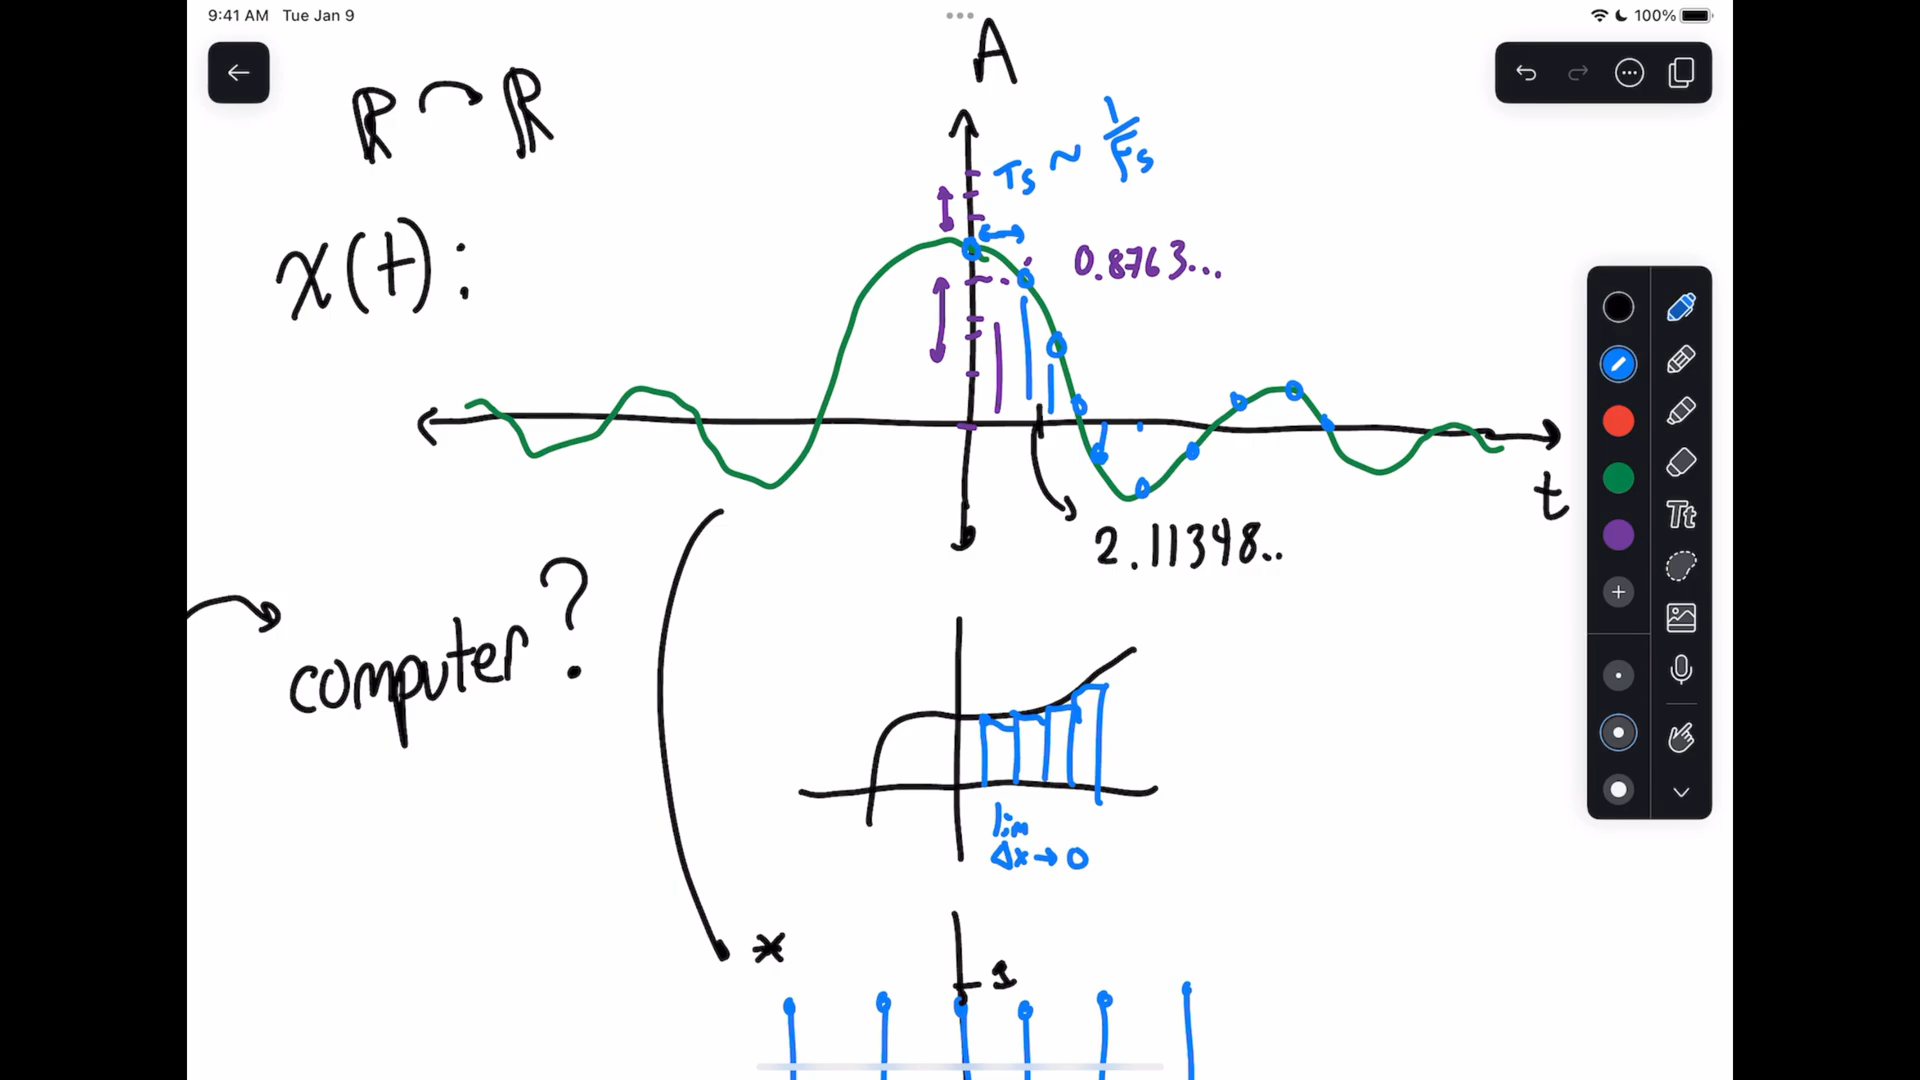 9:41 AM Tue Jan 9
100%
A
ℝ ℝ
Ts ~ 1/Fs
x(t):
0.8763...
t
2.11348..
computer?
lim
Δx→0
*
1
Tt